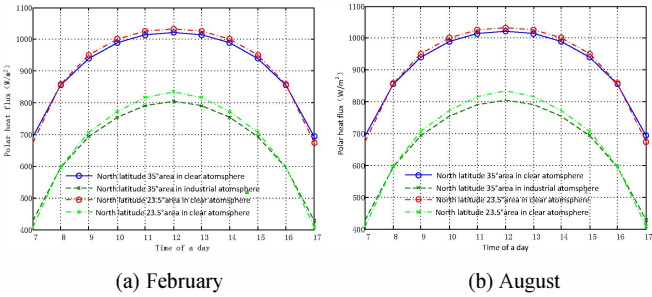 1100
1000
900
800
700
600
500
400
Polar heat flux (W/m²)
North latitude 35°area in clear atomsphere
North latitude 35°area in industrial atomsphere
North latitude 23.5°area in clear atomsphere
North latitude 23.5°area in clear atomsphere
7 8 9 10 11 12 13 14 15 16 17
Time of a day
(a) February
1100
1000
900
800
700
600
500
400
Polar heat flux (W/m²)
North latitude 35°area in clear atomsphere
North latitude 35°area in industrial atomsphere
North latitude 23.5°area in clear atomsphere
North latitude 23.5°area in clear atomsphere
7 8 9 10 11 12 13 14 15 16 17
Time of a day
(b) August